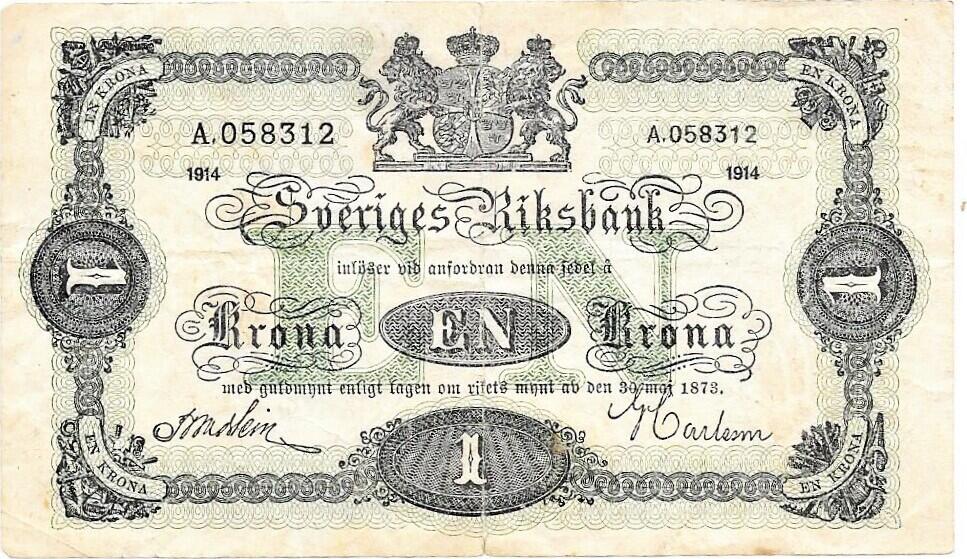 EN KRONA EN KRONA
A.058312 A.058312
1914 1914
Sveriges Riksbank
EN
inlöser vid anfordran denna sedel å
1 1
Krona EN Krona
med guldmynt enligt lagen om rikets mynt av den 30 maj 1873.
1
EN KRONA EN KRONA